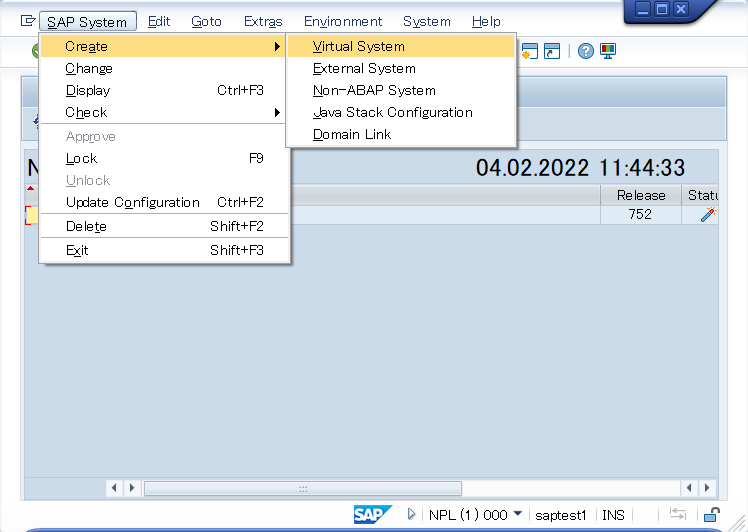 SAP System Edit Goto Extras Environment System Help
Create
Change
Display Ctrl+F3
Check
Approve
Lock F9
Unlock
Update Configuration Ctrl+F2
Delete Shift+F2
Exit Shift+F3
Virtual System
External System
Non-ABAP System
Java Stack Configuration
Domain Link
04.02.2022 11:44:33
Release
752
SAP NPL (1) 000 saptest1 INS